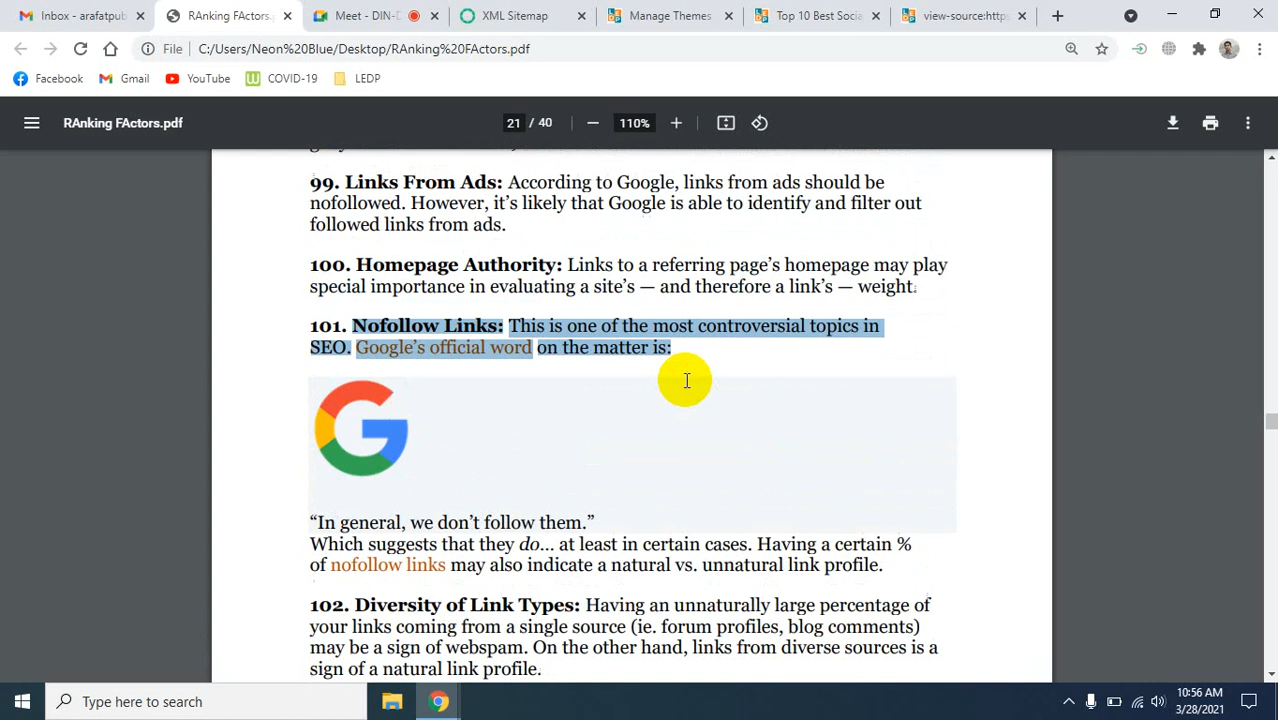 Inbox - arafatpub
RAnking FActors.
Meet - DIN-D
XML Sitemap
Manage Themes
Top 10 Best Socia
view-source:https
File C:/Users/Neon%20Blue/Desktop/RAnking%20FActors.pdf
Facebook Gmail YouTube COVID-19 LEDP
RAnking FActors.pdf
21 / 40
110%
99. Links From Ads: According to Google, links from ads should be
nofollowed. However, it’s likely that Google is able to identify and filter out
followed links from ads.
100. Homepage Authority: Links to a referring page’s homepage may play
special importance in evaluating a site’s — and therefore a link’s — weight.
101. Nofollow Links: This is one of the most controversial topics in
SEO. Google’s official word on the matter is:
“In general, we don’t follow them.”
Which suggests that they do… at least in certain cases. Having a certain %
of nofollow links may also indicate a natural vs. unnatural link profile.
102. Diversity of Link Types: Having an unnaturally large percentage of
your links coming from a single source (ie. forum profiles, blog comments)
may be a sign of webspam. On the other hand, links from diverse sources is a
sign of a natural link profile.
Type here to search
10:56 AM
3/28/2021